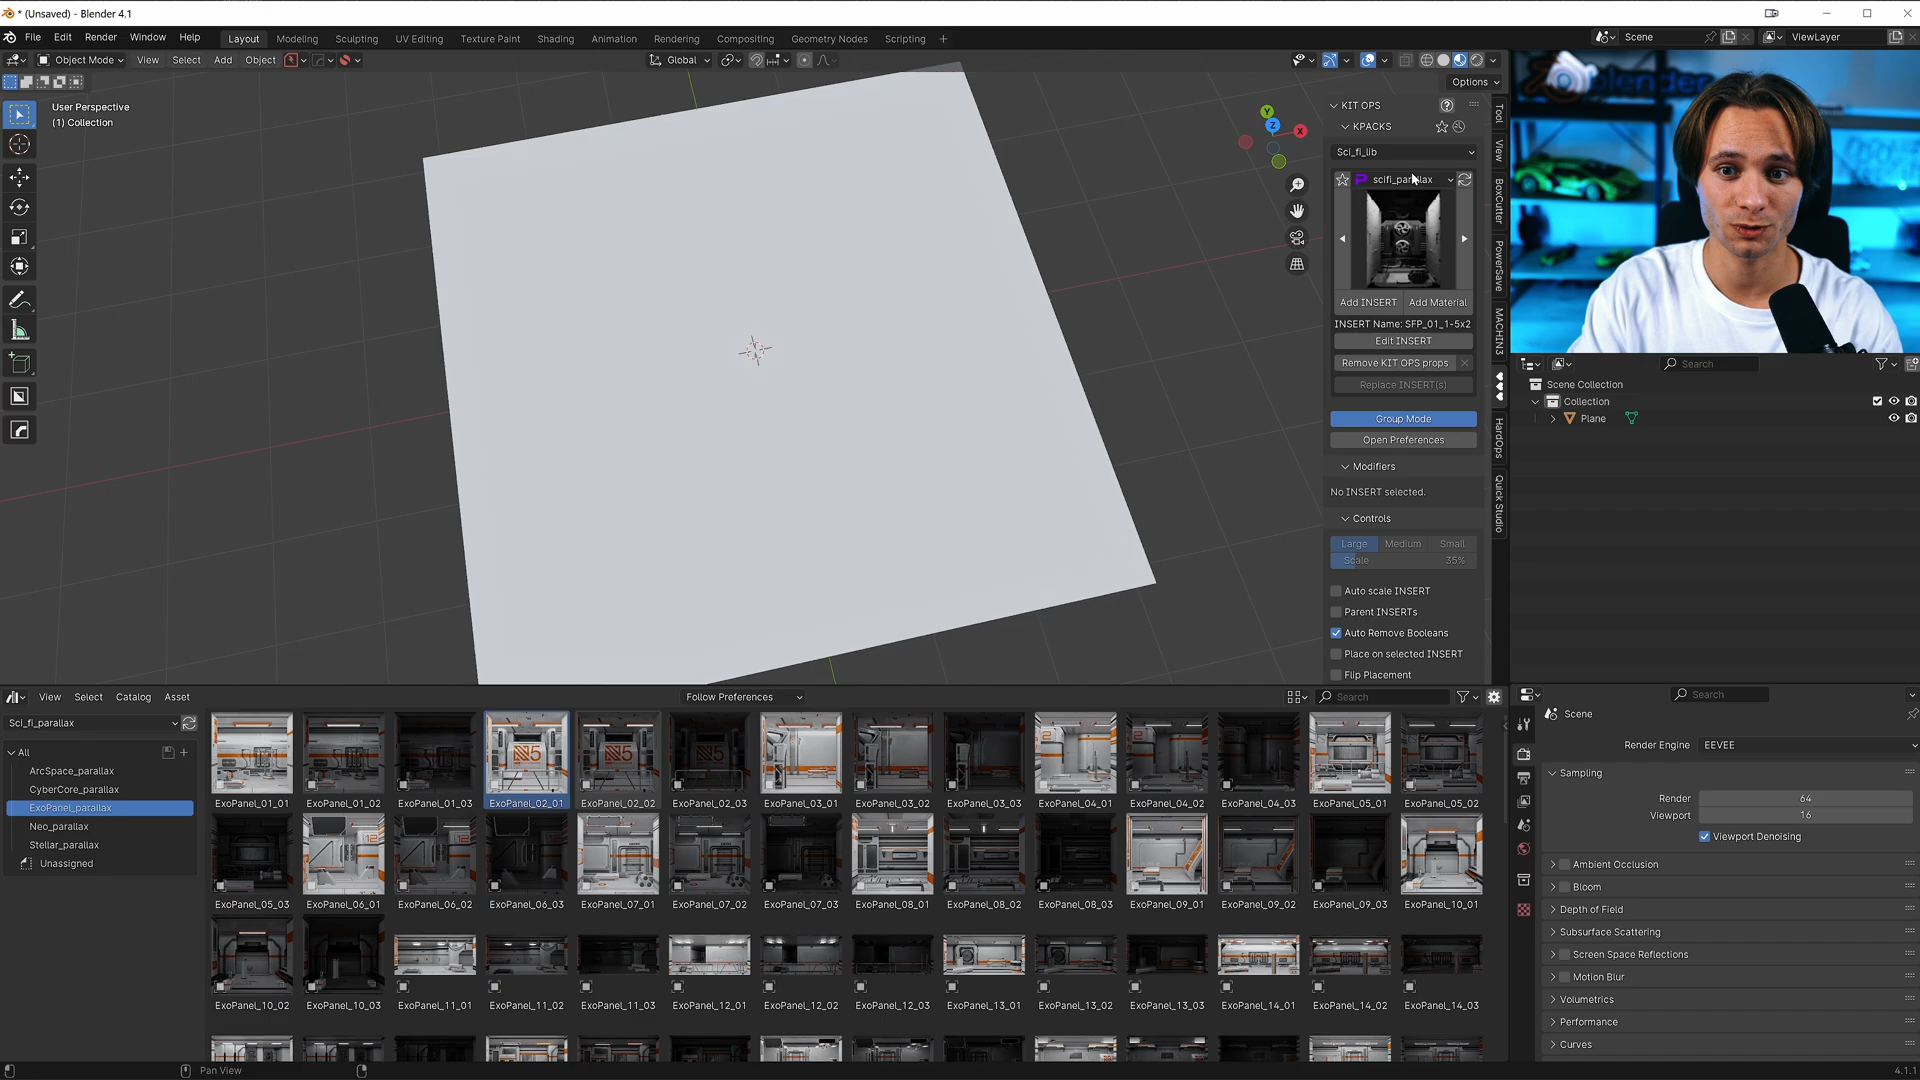 * (Unsaved) - Blender 4.1
File Edit Render Window Help
Layout Modeling Sculpting UV Editing Texture Paint Shading Animation Rendering Compositing Geometry Nodes Scripting +
Scene
ViewLayer
Object Mode View Select Add Object
Global
Options
User Perspective
(1) Collection
Y
Z
X
KIT OPS
KPACKS
Sci_fi_lib
scifi_parallax
Add INSERT Add Material
INSERT Name: SFP_01_1-5x2
Edit INSERT
Remove KIT OPS props
Replace INSERT(s)
Group Mode
Open Preferences
Modifiers
No INSERT selected.
Controls
Large Medium Small
Scale 35%
Auto scale INSERT
Parent INSERTs
Auto Remove Booleans
Place on selected INSERT
Flip Placement
Tool
View
BoxCutter
PowerSave
MACHIN3
HardOps
Quick Studio
blender
Search
Scene Collection
Collection
Plane
View Select Catalog Asset
Follow Preferences
Search
Sci_fi_parallax
All
ArcSpace_parallax
CyberCore_parallax
ExoPanel_parallax
Neo_parallax
Stellar_parallax
Unassigned
ExoPanel_01_01 ExoPanel_01_02 ExoPanel_01_03 ExoPanel_02_01 ExoPanel_02_02 ExoPanel_02_03 ExoPanel_03_01 ExoPanel_03_02 ExoPanel_03_03 ExoPanel_04_01 ExoPanel_04_02 ExoPanel_04_03 ExoPanel_05_01 ExoPanel_05_02
ExoPanel_05_03 ExoPanel_06_01 ExoPanel_06_02 ExoPanel_06_03 ExoPanel_07_01 ExoPanel_07_02 ExoPanel_07_03 ExoPanel_08_01 ExoPanel_08_02 ExoPanel_08_03 ExoPanel_09_01 ExoPanel_09_02 ExoPanel_09_03 ExoPanel_10_01
ExoPanel_10_02 ExoPanel_10_03 ExoPanel_11_01 ExoPanel_11_02 ExoPanel_11_03 ExoPanel_12_01 ExoPanel_12_02 ExoPanel_12_03 ExoPanel_13_01 ExoPanel_13_02 ExoPanel_13_03 ExoPanel_14_01 ExoPanel_14_02 ExoPanel_14_03
Search
Scene
Render Engine EEVEE
Sampling
Render 64
Viewport 16
Viewport Denoising
Ambient Occlusion
Bloom
Depth of Field
Subsurface Scattering
Screen Space Reflections
Motion Blur
Volumetrics
Performance
Curves
Pan View
4.1.1